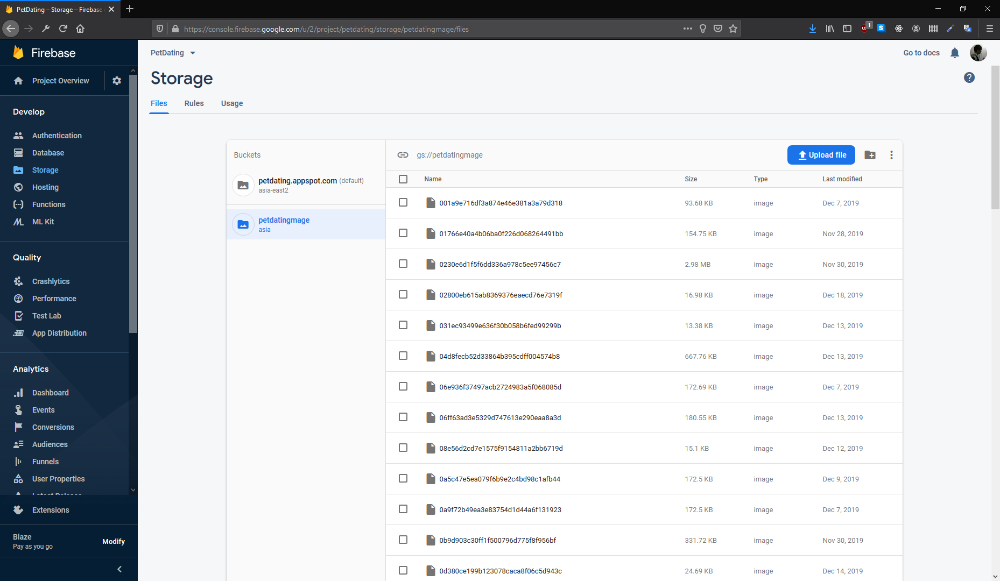 PetDating – Storage – Firebase
https://console.firebase.google.com/u/2/project/petdating/storage/petdatingmage/files
1
Firebase
Project Overview
Develop
Authentication
Database
Storage
Hosting
Functions
ML Kit
Quality
Crashlytics
Performance
Test Lab
App Distribution
Analytics
Dashboard
Events
Conversions
Audiences
Funnels
User Properties
Latest Release
Extensions
Blaze
Pay as you go
Modify
PetDating
Go to docs
Storage
Files Rules Usage
Buckets
petdating.appspot.com (default)
asia-east2
petdatingmage
asia
gs://petdatingmage
Upload file
Name Size Type Last modified
001a9e716df3a874e46e381a3a79d318 93.68 KB image Dec 7, 2019
01766e40a4b06ba0f226d068264491bb 154.75 KB image Nov 28, 2019
0230e6d1f5f6dd336a978c5ee97456c7 2.98 MB image Nov 30, 2019
02800eb615ab8369376eaecd76e7319f 16.98 KB image Dec 18, 2019
031ec93499e636f30b058b6fed99299b 13.38 KB image Dec 13, 2019
04d8fecb52d33864b395cdff004574b8 667.76 KB image Dec 13, 2019
06e936f37497acb2724983a5f068085d 172.69 KB image Dec 7, 2019
06ff63ad3e5329d747613e290eaa8a3d 180.55 KB image Dec 13, 2019
08e56d2cd7e1575f9154811a2bb6719d 15.1 KB image Dec 12, 2019
0a5c47e5ea079f6b9e2c4bd98c1afb44 172.5 KB image Dec 9, 2019
0a9f72b49ea3e83754d1d44a6f131923 172.5 KB image Dec 7, 2019
0b9d903c30ff1f500796d775f8f956bf 331.72 KB image Nov 30, 2019
0d380ce199b123078caca8f06c5d943c 24.69 KB image Dec 14, 2019